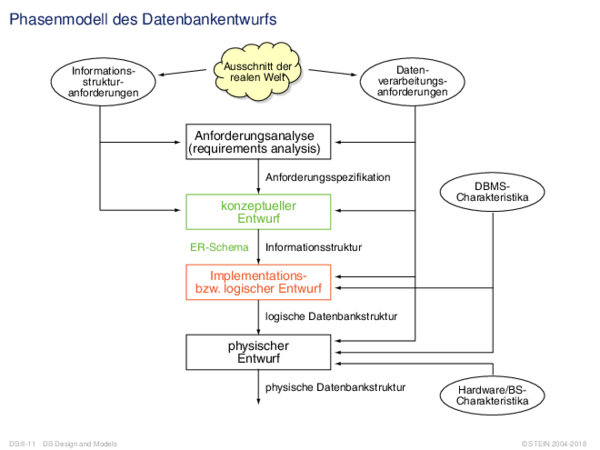 Phasenmodell des Datenbankentwurfs
Informations-
struktur-
anforderungen
Ausschnitt der
realen Welt
Daten-
verarbeitungs-
anforderungen
Anforderungsanalyse
(requirements analysis)
Anforderungsspezifikation
DBMS-
Charakteristika
konzeptueller
Entwurf
ER-Schema Informationsstruktur
Implementations-
bzw. logischer Entwurf
logische Datenbankstruktur
physischer
Entwurf
physische Datenbankstruktur
Hardware/BS-
Charakteristika
DB:II-11 DB Design and Models ©STEIN 2004-2018